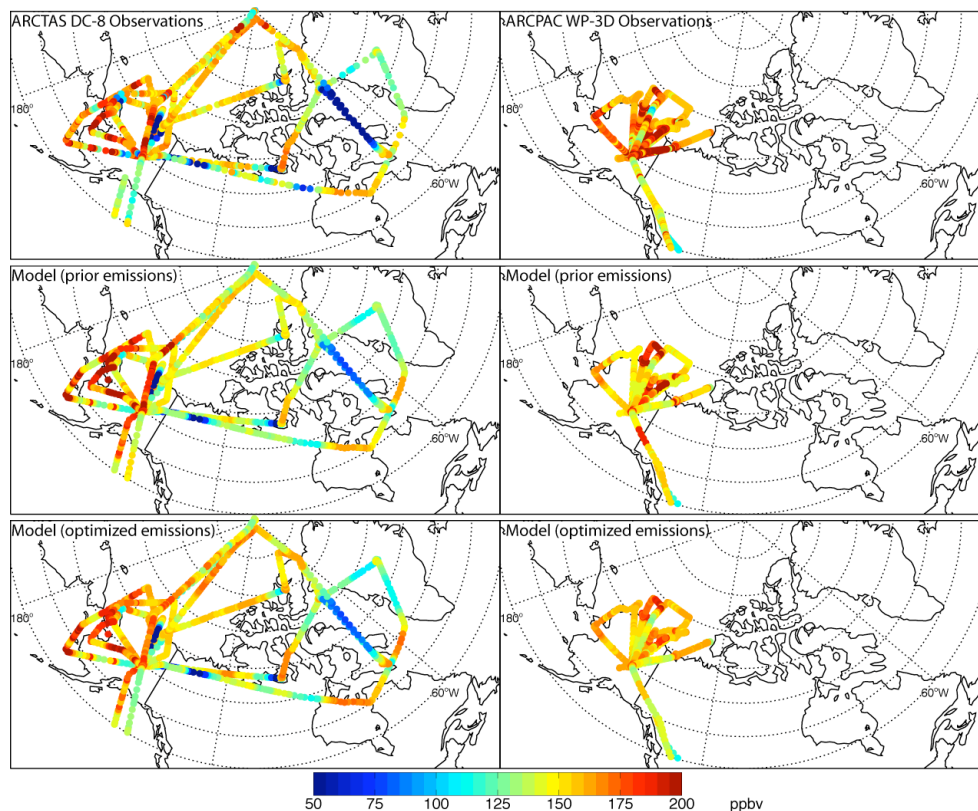 ARCTAS DC-8 Observations
ARCPAC WP-3D Observations
180°
60°W
180°
60°W
Model (prior emissions)
Model (prior emissions)
180°
60°W
180°
60°W
Model (optimized emissions)
Model (optimized emissions)
180°
60°W
180°
60°W
50 75 100 125 150 175 200 ppbv